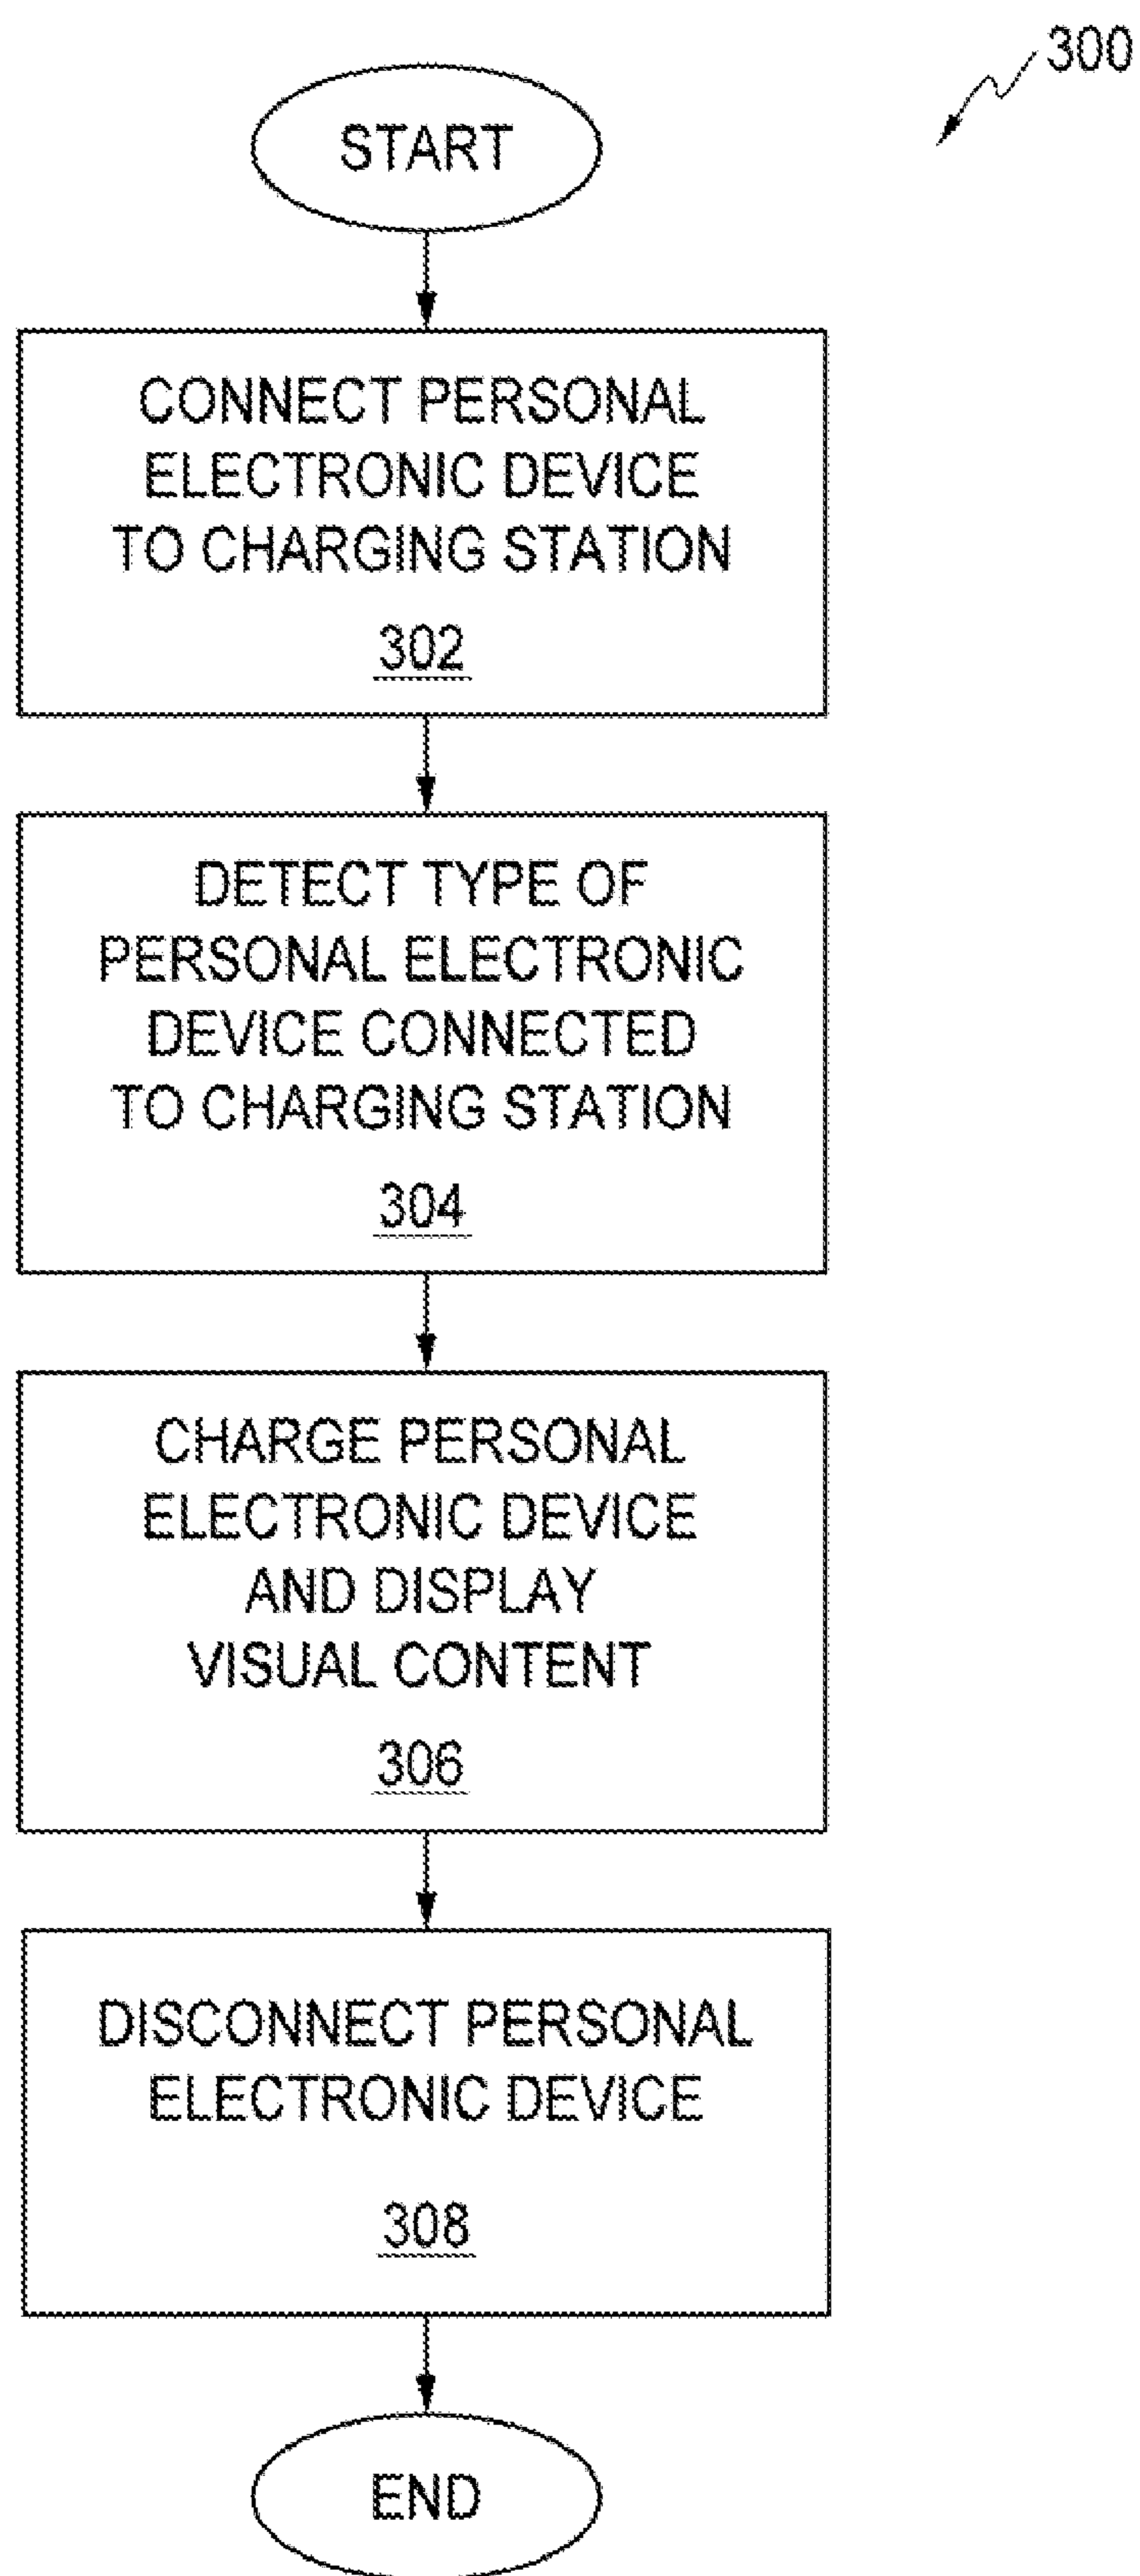 300
START
CONNECT PERSONAL
ELECTRONIC DEVICE
TO CHARGING STATION
302
DETECT TYPE OF
PERSONAL ELECTRONIC
DEVICE CONNECTED
TO CHARGING STATION
304
CHARGE PERSONAL
ELECTRONIC DEVICE
AND DISPLAY
VISUAL CONTENT
306
DISCONNECT PERSONAL
ELECTRONIC DEVICE
308
END